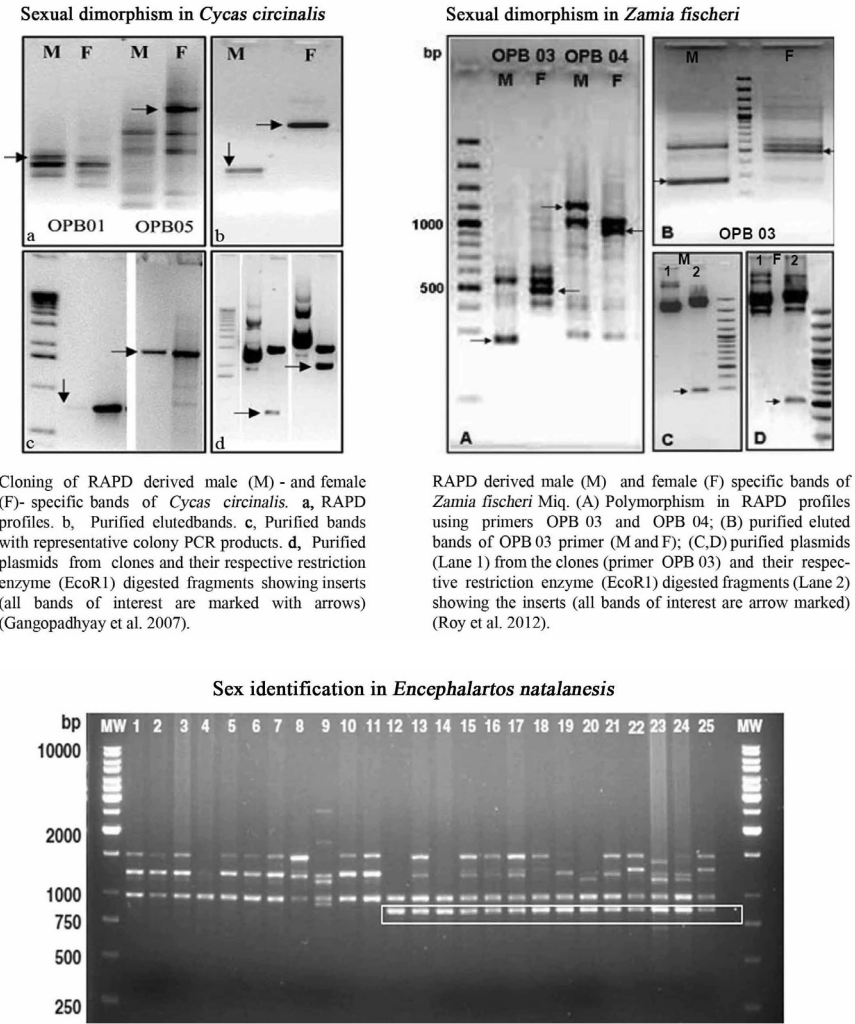 Sexual dimorphism in Cycas circinalis
M F M F
OPB01 OPB05
a
M F
b
c
d
Cloning of RAPD derived male (M) - and female
(F)- specific bands of Cycas circinalis. a, RAPD
profiles. b, Purified elutedbands. c, Purified bands
with representative colony PCR products. d, Purified
plasmids from clones and their respective restriction
enzyme (EcoR1) digested fragments showing inserts
(all bands of interest are marked with arrows)
(Gangopadhyay et al. 2007).
Sexual dimorphism in Zamia fischeri
bp
OPB 03 OPB 04
M F M F
1000
500
A
M F
B OPB 03
M
1 2
C
F
1 2
D
RAPD derived male (M) and female (F) specific bands of
Zamia fischeri Miq. (A) Polymorphism in RAPD profiles
using primers OPB 03 and OPB 04; (B) purified eluted
bands of OPB 03 primer (M and F); (C,D) purified plasmids
(Lane 1) from the clones (primer OPB 03) and their respec-
tive restriction enzyme (EcoR1) digested fragments (Lane 2)
showing the inserts (all bands of interest are arrow marked)
(Roy et al. 2012).
Sex identification in Encephalartos natalanesis
bp
MW 1 2 3 4 5 6 7 8 9 10 11 12 13 14 15 16 17 18 19 20 21 22 23 24 25 MW
10000
2000
1000
750
500
250